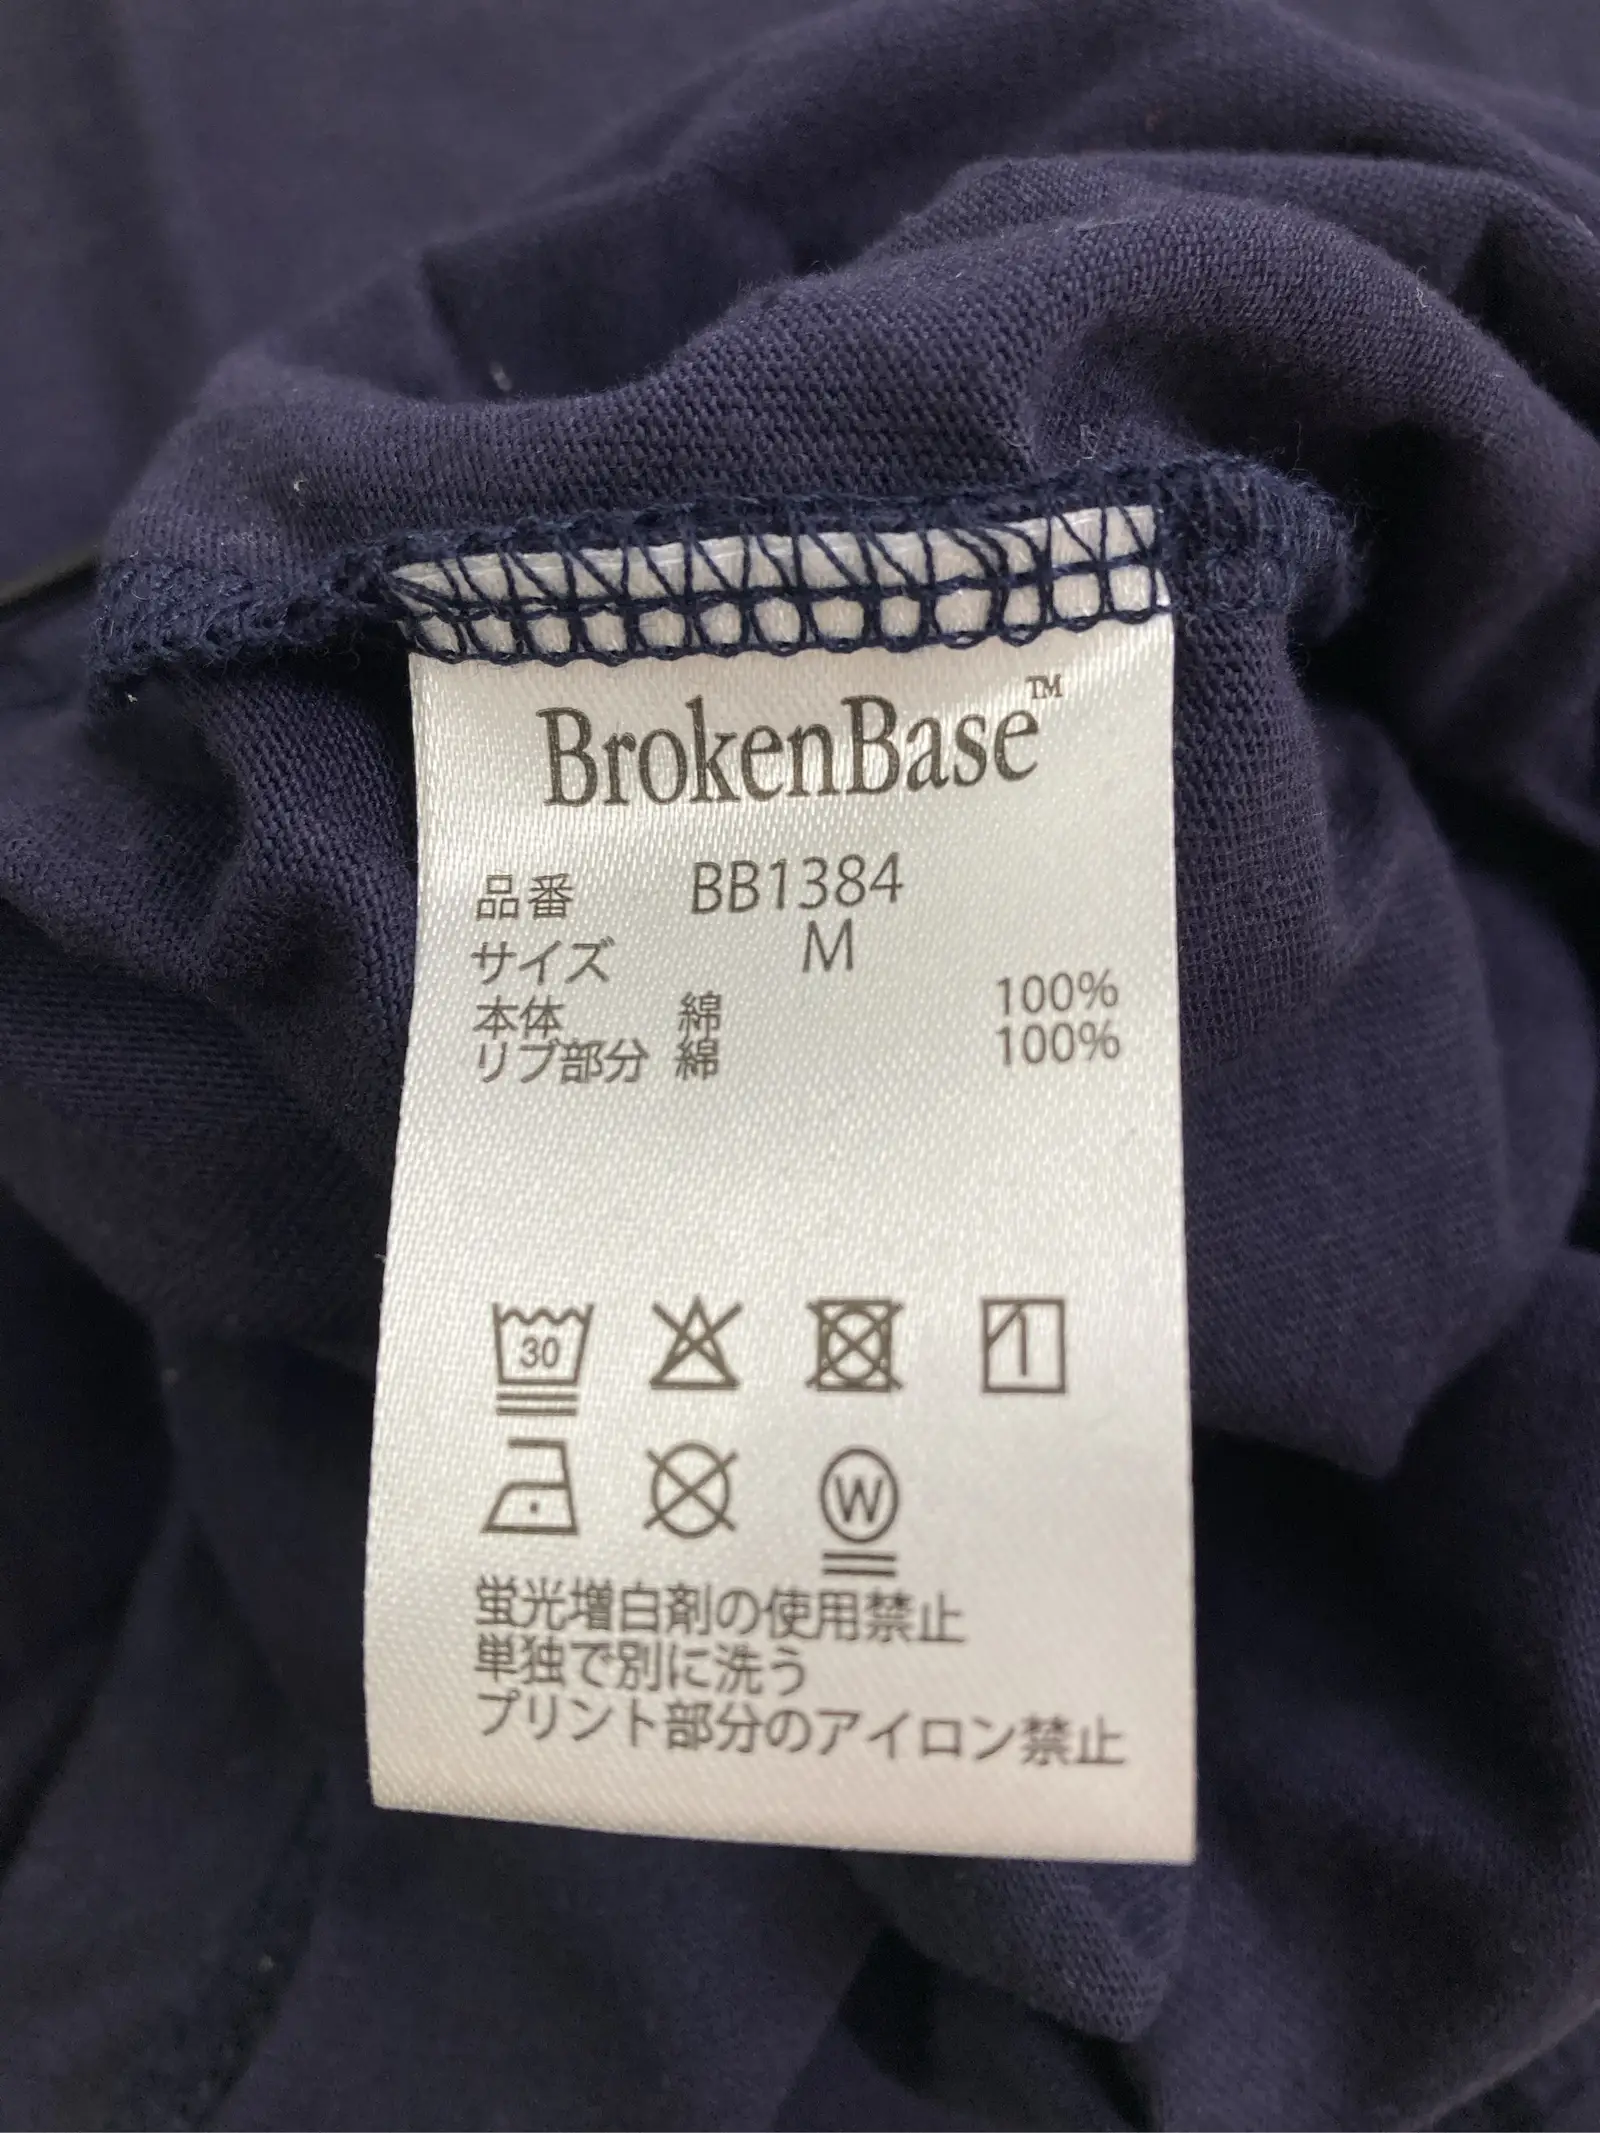 BrokenBase™
品番 BB1384
サイズ M
本体 綿 100%
リブ部分 綿 100%
30
W
蛍光増白剤の使用禁止
単独で別に洗う
プリント部分のアイロン禁止